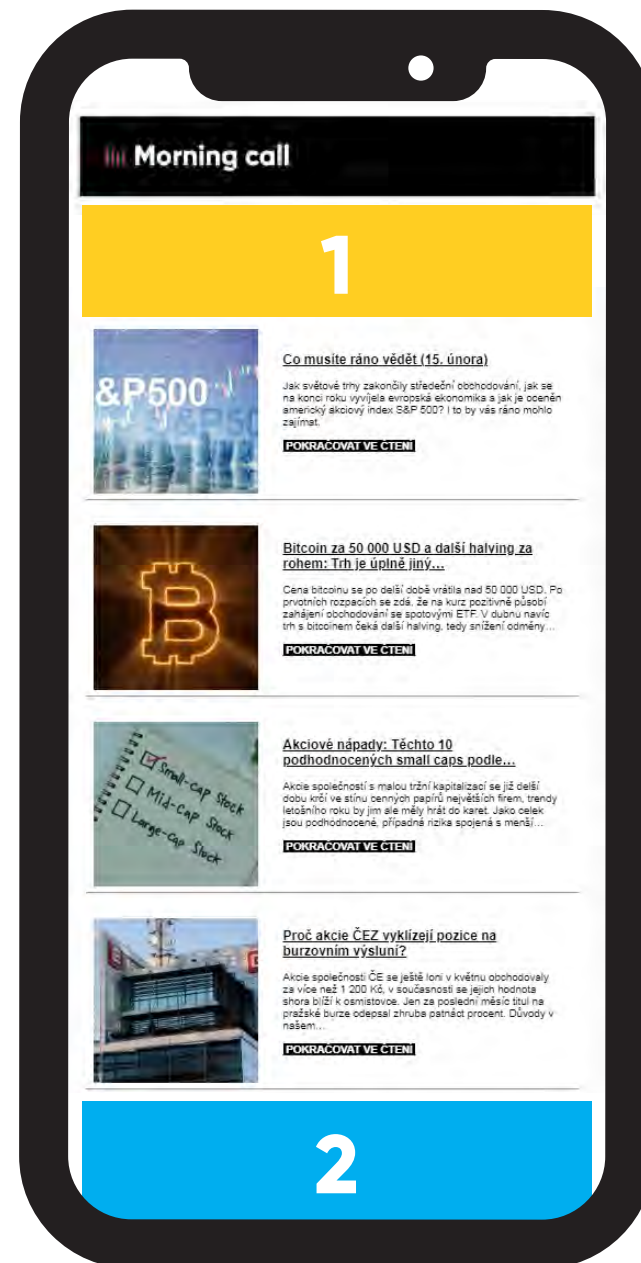 Morning call
1
S&P500
Co musíte ráno vědět (15. února)
Jak světové trhy zakončily středeční obchodování, jak se
na konci roku vyvíjela evropská ekonomika a jak je oceněn
americký akciový index S&P 500? I to by vás ráno mohlo
zajímat.
POKRAČOVAT VE ČTENÍ
Bitcoin za 50 000 USD a další halving za
rohem: Trh je úplně jiný…
Cena bitcoinu se po delší době vrátila nad 50 000 USD. Po
prvotních rozpacích se zdá, že na kurz pozitivně působí
zahájení obchodování se spotovými ETF. V dubnu navíc
trh s bitcoinem čeká další halving, tedy snížení odměny…
POKRAČOVAT VE ČTENÍ
Small-Cap Stock
Mid-Cap Stock
Large-Cap Stock
Akciové nápady: Těchto 10
podhodnocených small caps podle…
Akcie společností s malou tržní kapitalizací se již delší
dobu krčí ve stínu cenných papírů největších firem, trendy
letošního roku by jim ale měly hrát do karet. Jako celek
jsou podhodnocené, případná rizika spojená s menší…
POKRAČOVAT VE ČTENÍ
Proč akcie ČEZ vyklízejí pozice na
burzovním výsluní?
Akcie společnosti ČE se ještě loni v květnu obchodovaly
za více než 1 200 Kč, v současnosti se jejich hodnota
shora blíží k osmistovce. Jen za poslední měsíc titul na
pražské burze odepsal zhruba patnáct procent. Důvody v
našem…
POKRAČOVAT VE ČTENÍ
2